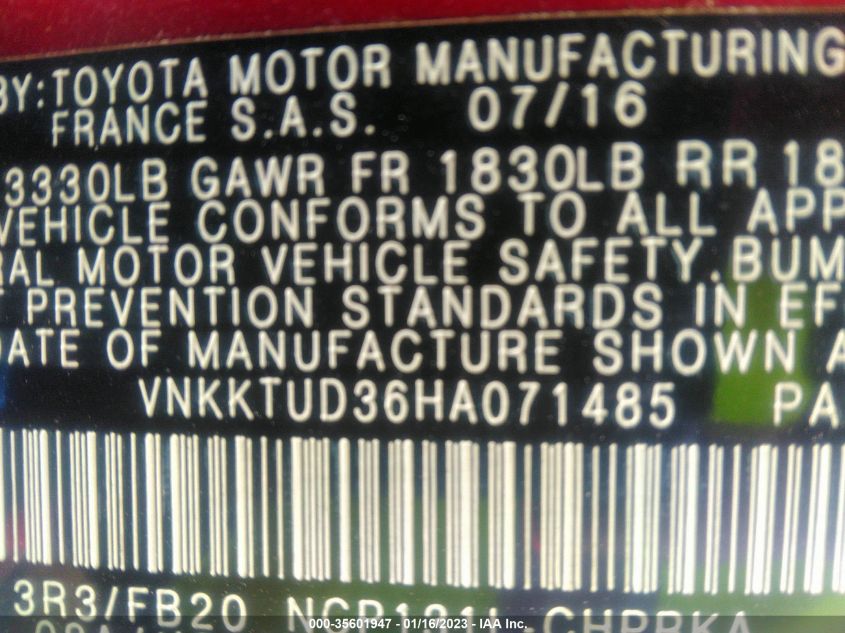 BY: TOYOTA MOTOR MANUFACTURING
FRANCE S.A.S. 07/16
3330LB GAWR FR 1830LB RR 18
VEHICLE CONFORMS TO ALL APP
RAL MOTOR VEHICLE SAFETY, BUM
T PREVENTION STANDARDS IN EFF
DATE OF MANUFACTURE SHOWN A
VNKKTUD36HA071485 PA
3R3/FB20
000-35601947 - 01/16/2023 - IAA Inc.